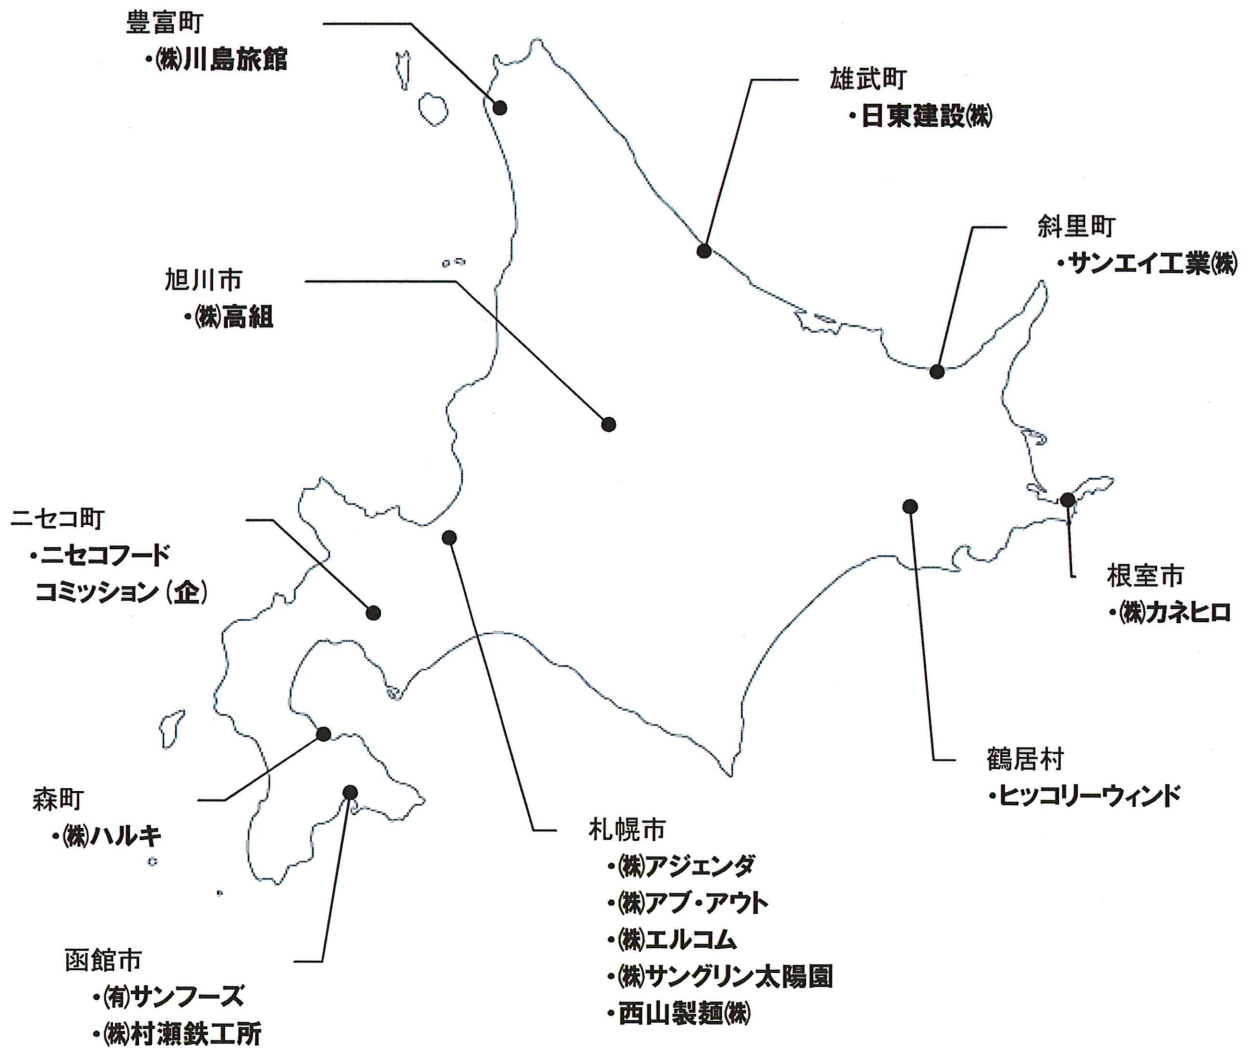 豊富町
・㈱川島旅館
雄武町
・日東建設㈱
斜里町
・サンエイ工業㈱
旭川市
・㈱高組
ニセコ町
・ニセコフード
コミッション(企)
根室市
・㈱カネヒロ
鶴居村
・ヒッコリーウィンド
森町
・㈱ハルキ
札幌市
・㈱アジェンダ
・㈱アブ・アウト
・㈱エルコム
・㈱サングリン太陽園
・西山製麺㈱
函館市
・㈲サンフーズ
・㈱村瀬鉄工所